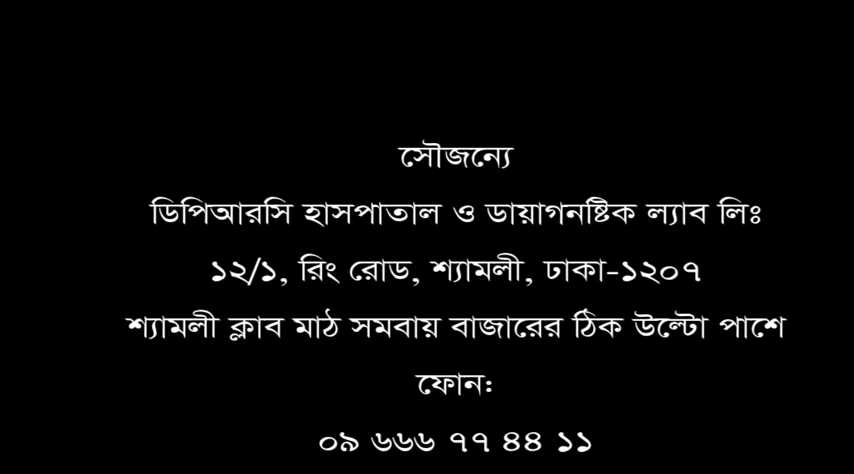 সৌজন্যে
ডিপিআরসি হাসপাতাল ও ডায়াগনষ্টিক ল্যাব লিঃ
১২/১, রিং রোড, শ্যামলী, ঢাকা-১২০৭
শ্যামলী ক্লাব মাঠ সমবায় বাজারের ঠিক উল্টো পাশে
ফোন:
০৯ ৬৬৬ ৭৭ ৪৪ ১১